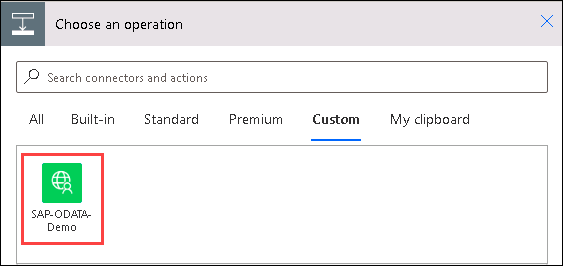 Choose an operation
Search connectors and actions
All Built-in Standard Premium Custom My clipboard
SAP-ODATA-
Demo